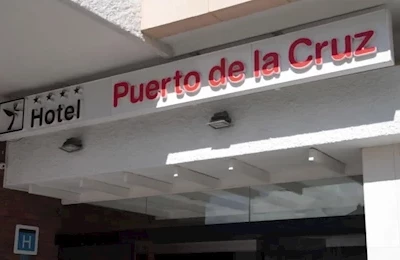 Hotel Puerto de la Cruz
H